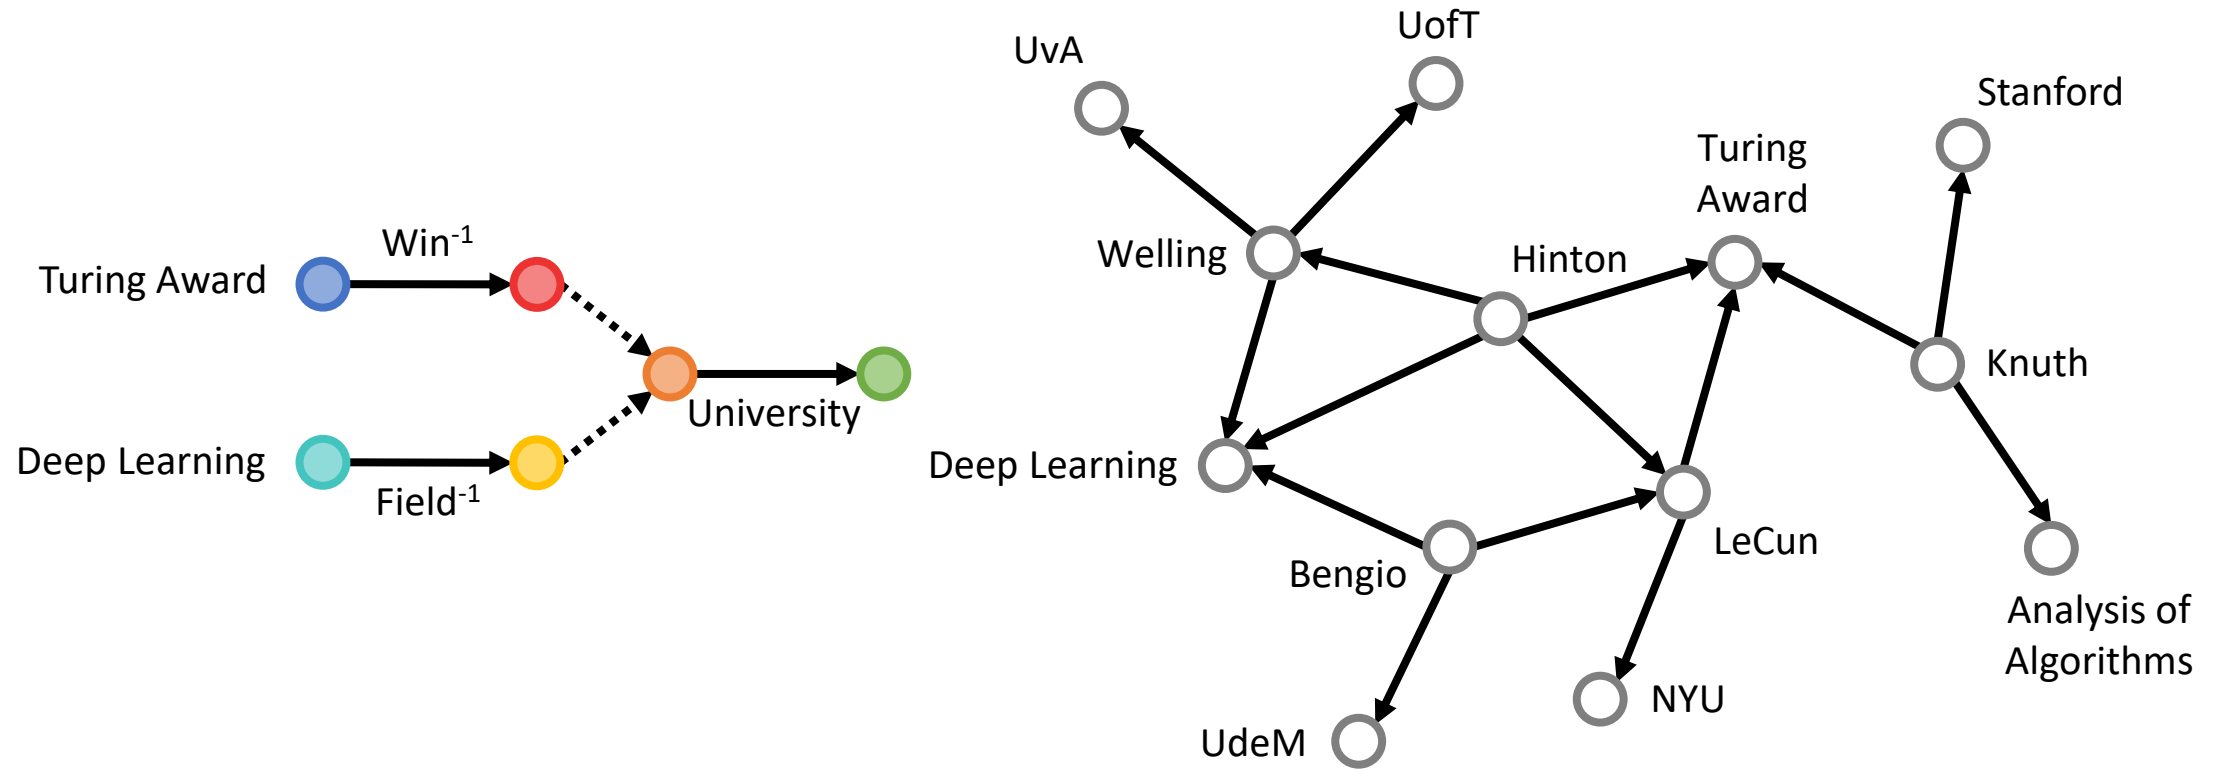 Turing Award
Win-1
University
Deep Learning
Field-1
UvA
UofT
Stanford
Turing
Award
Welling
Hinton
Knuth
Deep Learning
LeCun
Bengio
Analysis of
Algorithms
NYU
UdeM